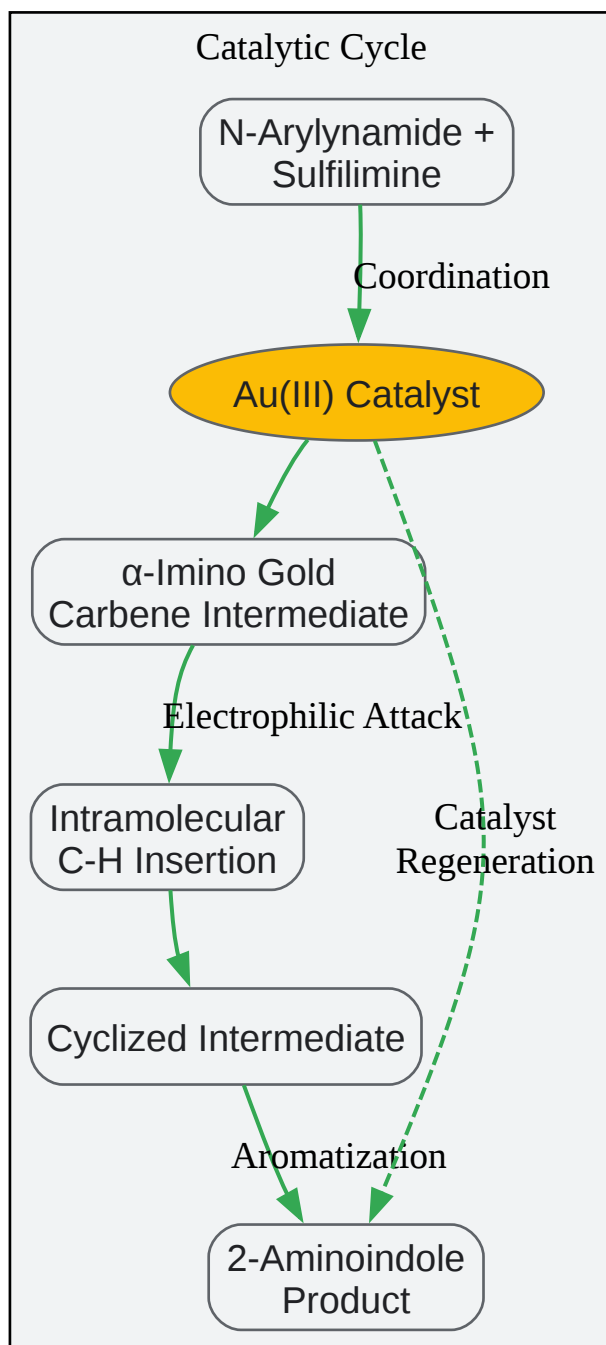 Catalytic Cycle
N-Arylynamide +
Sulfilimine
Coordination
Au(III) Catalyst
α-Imino Gold
Carbene Intermediate
Electrophilic Attack
Intramolecular
C-H Insertion
Catalyst
Regeneration
Cyclized Intermediate
Aromatization
2-Aminoindole
Product